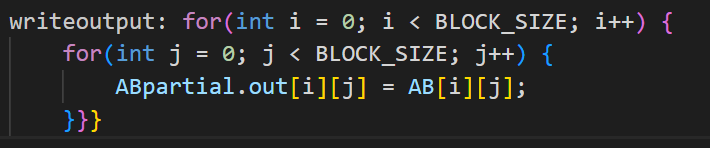 writeoutput: for(int i = 0; i < BLOCK_SIZE; i++) {
    for(int j = 0; j < BLOCK_SIZE; j++) {
        ABpartial.out[i][j] = AB[i][j];
    }}}